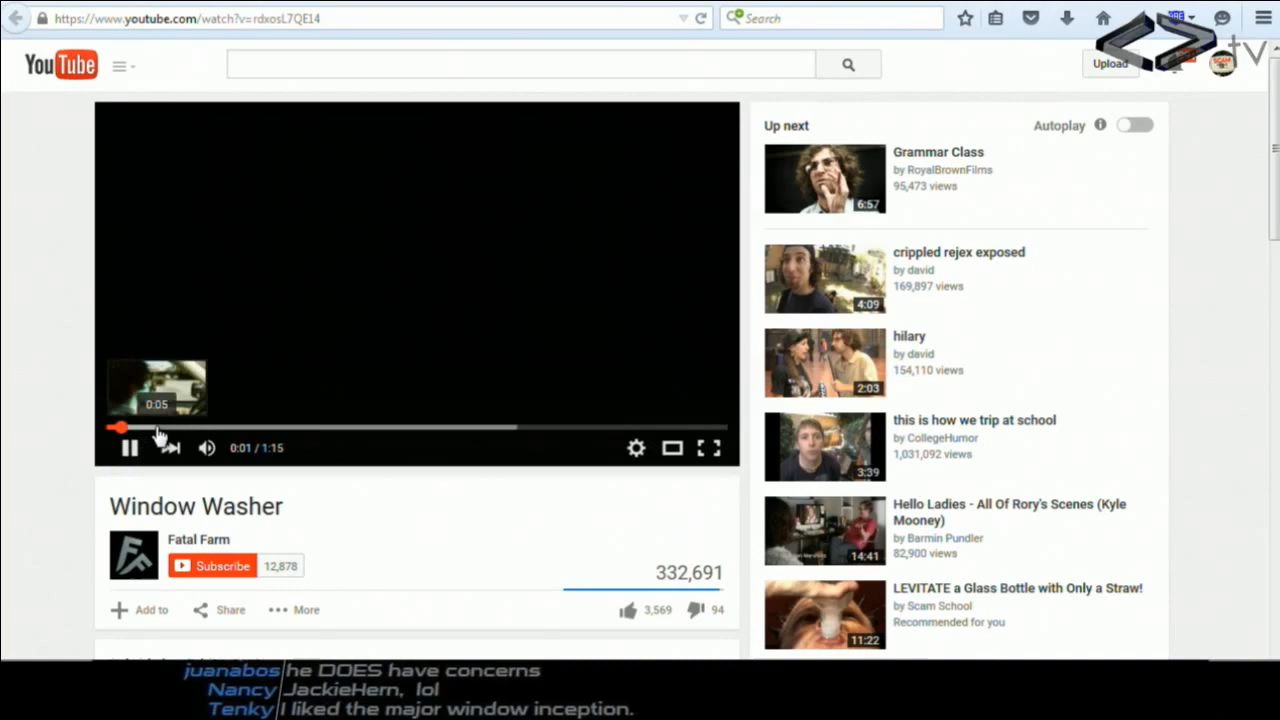 https://www.youtube.com/watch?v=rdxosL7QE14
Search
tv
YouTube
Upload
Up next
Autoplay
Grammar Class
by RoyalBrownFilms
95,473 views
6:57
crippled rejex exposed
by david
169,897 views
4:09
hilary
by david
154,110 views
2:03
this is how we trip at school
by CollegeHumor
1,031,092 views
3:39
Hello Ladies - All Of Rory's Scenes (Kyle
Mooney)
by Barmin Pundler
82,900 views
14:41
LEVITATE a Glass Bottle with Only a Straw!
by Scam School
Recommended for you
11:22
0:05
0:01 / 1:15
Window Washer
Fatal Farm
Subscribe 12,878
332,691
Add to Share More 3,569 94
juanabos he DOES have concerns
Nancy JackieHern, lol
Tenky I liked the major window inception.